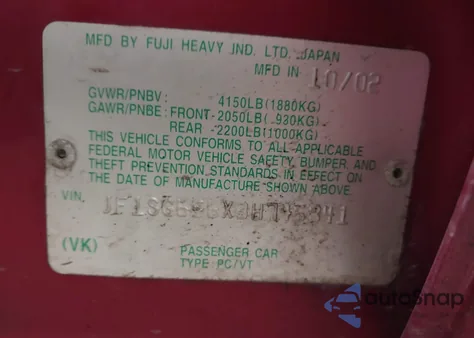 MFD BY FUJI HEAVY IND. LTD. JAPAN
MFD IN 10/02
GVWR/PNBV: 4150LB(1880KG)
GAWR/PNBE: FRONT-2050LB(930KG)
REAR -2200LB(1000KG)
THIS VEHICLE CONFORMS TO ALL APPLICABLE
FEDERAL MOTOR VEHICLE SAFETY, BUMPER, AND
THEFT PREVENTION STANDARDS IN EFFECT ON
THE DATE OF MANUFACTURE SHOWN ABOVE
VIN.
(VK)
PASSENGER CAR
TYPE PC/VT
autoSnap